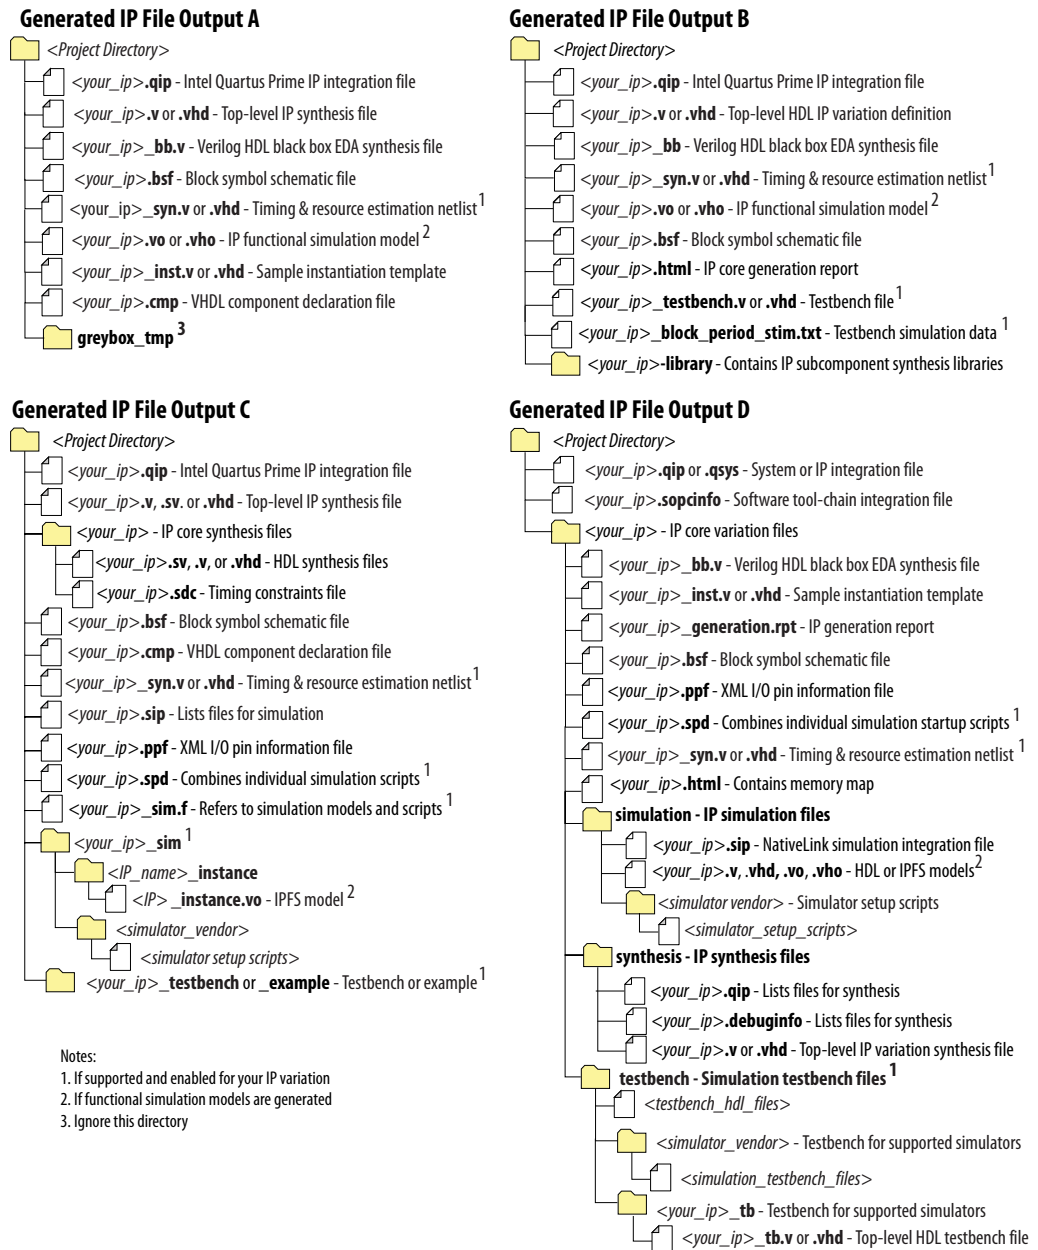 Generated IP File Output A
<Project Directory>
<your_ip>.qip - Intel Quartus Prime IP integration file
<your_ip>.v or .vhd - Top-level IP synthesis file
<your_ip>_bb.v - Verilog HDL black box EDA synthesis file
<your_ip>.bsf - Block symbol schematic file
<your_ip>_syn.v or .vhd - Timing & resource estimation netlist 1
<your_ip>.vo or .vho - IP functional simulation model 2
<your_ip>_inst.v or .vhd - Sample instantiation template
<your_ip>.cmp - VHDL component declaration file
greybox_tmp 3
Generated IP File Output B
<Project Directory>
<your_ip>.qip - Intel Quartus Prime IP integration file
<your_ip>.v or .vhd - Top-level HDL IP variation definition
<your_ip>_bb - Verilog HDL black box EDA synthesis file
<your_ip>_syn.v or .vhd - Timing & resource estimation netlist 1
<your_ip>.vo or .vho - IP functional simulation model 2
<your_ip>.bsf - Block symbol schematic file
<your_ip>.html - IP core generation report
<your_ip>_testbench.v or .vhd - Testbench file 1
<your_ip>_block_period_stim.txt - Testbench simulation data 1
<your_ip>-library - Contains IP subcomponent synthesis libraries
Generated IP File Output C
<Project Directory>
<your_ip>.qip - Intel Quartus Prime IP integration file
<your_ip>.v, .sv. or .vhd - Top-level IP synthesis file
<your_ip> - IP core synthesis files
<your_ip>.sv, .v, or .vhd - HDL synthesis files
<your_ip>.sdc - Timing constraints file
<your_ip>.bsf - Block symbol schematic file
<your_ip>.cmp - VHDL component declaration file
<your_ip>_syn.v or .vhd - Timing & resource estimation netlist 1
<your_ip>.sip - Lists files for simulation
<your_ip>.ppf - XML I/O pin information file
<your_ip>.spd - Combines individual simulation scripts 1
<your_ip>_sim.f - Refers to simulation models and scripts 1
<your_ip>_sim 1
<IP_name>_instance
<IP>_instance.vo - IPFS model 2
<simulator_vendor>
<simulator setup scripts>
<your_ip>_testbench or _example - Testbench or example 1
Notes:
1. If supported and enabled for your IP variation
2. If functional simulation models are generated
3. Ignore this directory
Generated IP File Output D
<Project Directory>
<your_ip>.qip or .qsys - System or IP integration file
<your_ip>.sopcinfo - Software tool-chain integration file
<your_ip> - IP core variation files
<your_ip>_bb.v - Verilog HDL black box EDA synthesis file
<your_ip>_inst.v or .vhd - Sample instantiation template
<your_ip>_generation.rpt - IP generation report
<your_ip>.bsf - Block symbol schematic file
<your_ip>.ppf - XML I/O pin information file
<your_ip>.spd - Combines individual simulation startup scripts 1
<your_ip>_syn.v or .vhd - Timing & resource estimation netlist 1
<your_ip>.html - Contains memory map
simulation - IP simulation files
<your_ip>.sip - NativeLink simulation integration file
<your_ip>.v, .vhd, .vo, .vho - HDL or IPFS models 2
<simulator vendor> - Simulator setup scripts
<simulator_setup_scripts>
synthesis - IP synthesis files
<your_ip>.qip - Lists files for synthesis
<your_ip>.debuginfo - Lists files for synthesis
<your_ip>.v or .vhd - Top-level IP variation synthesis file
testbench - Simulation testbench files 1
<testbench_hdl_files>
<simulator_vendor> - Testbench for supported simulators
<simulation_testbench_files>
<your_ip>_tb - Testbench for supported simulators
<your_ip>_tb.v or .vhd - Top-level HDL testbench file